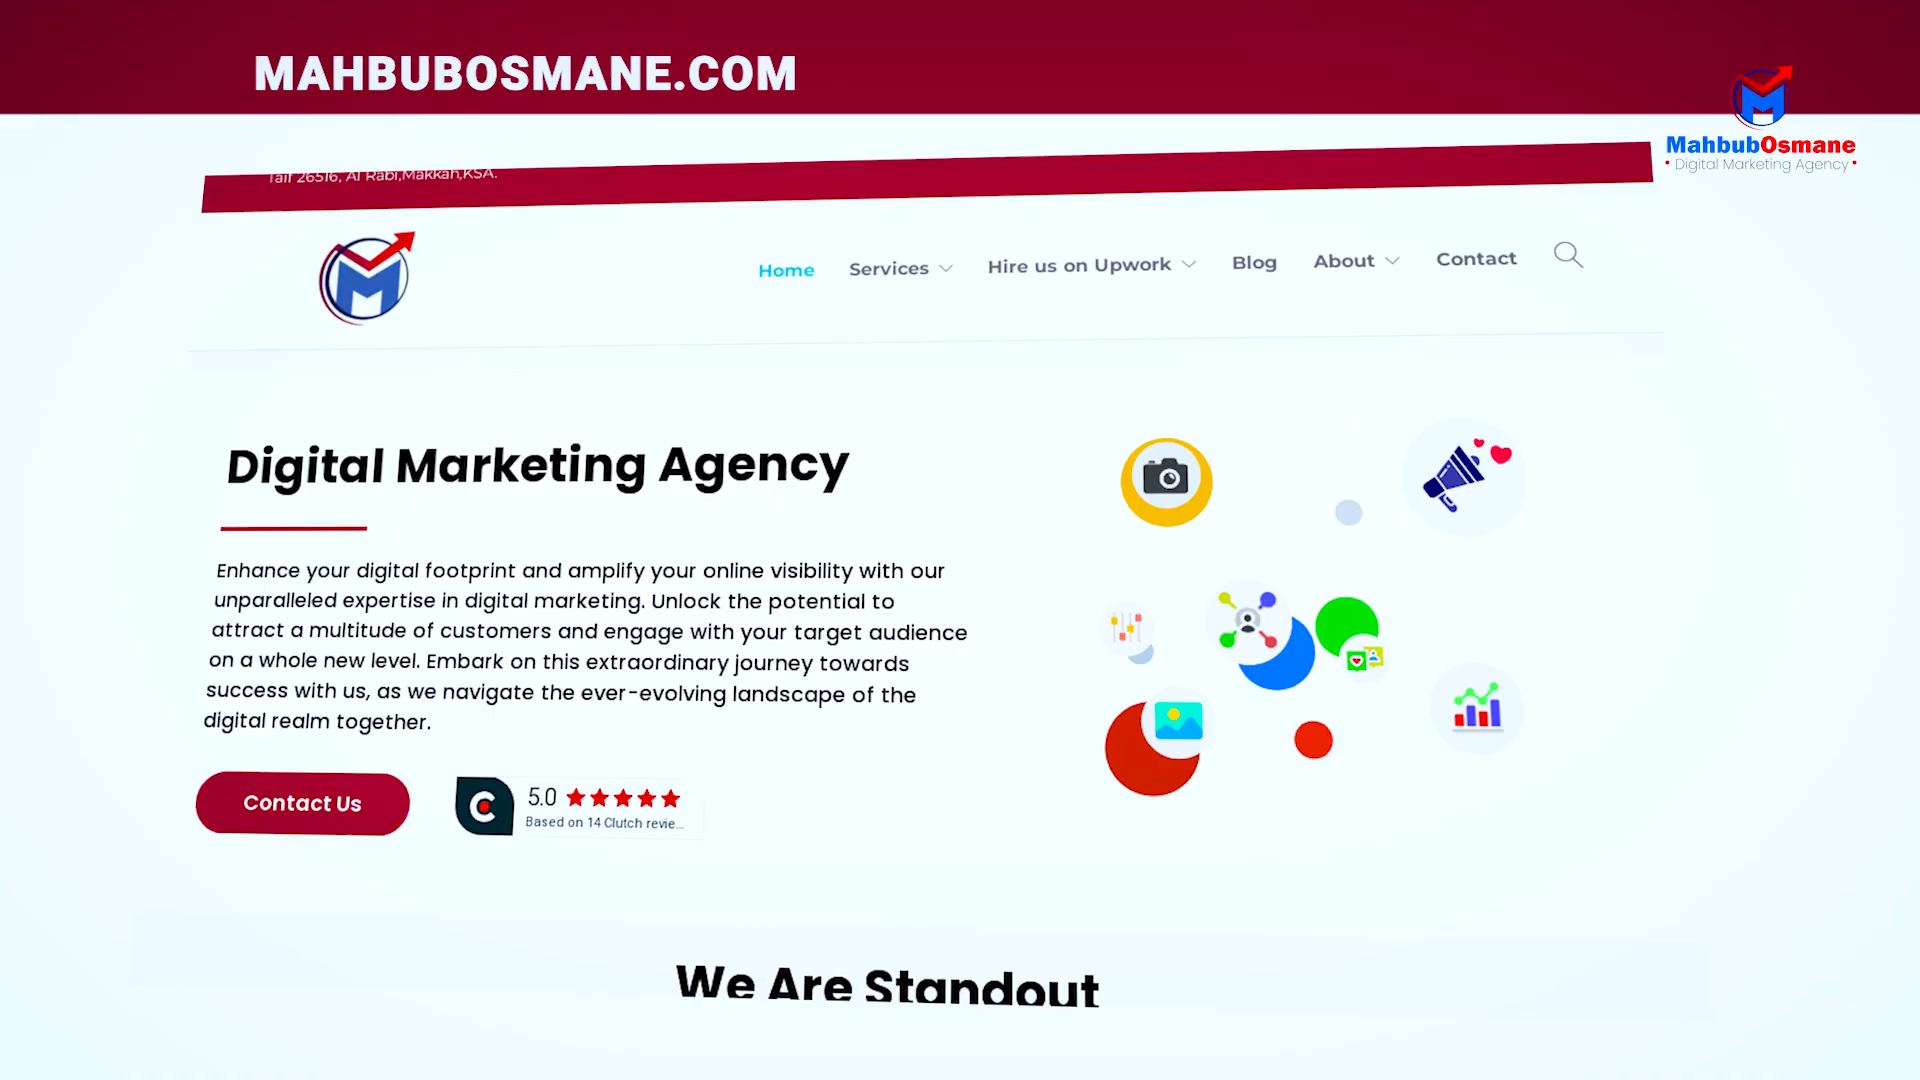 MAHBUBOSMANE.COM
MahbubOsmane
• Digital Marketing Agency •
Taif 26516, Al Rabi,Makkah,KSA.
Home Services Hire us on Upwork Blog About Contact
Digital Marketing Agency
Enhance your digital footprint and amplify your online visibility with our
unparalleled expertise in digital marketing. Unlock the potential to
attract a multitude of customers and engage with your target audience
on a whole new level. Embark on this extraordinary journey towards
success with us, as we navigate the ever-evolving landscape of the
digital realm together.
Contact Us
5.0
Based on 14 Clutch revie...
We Are Standout